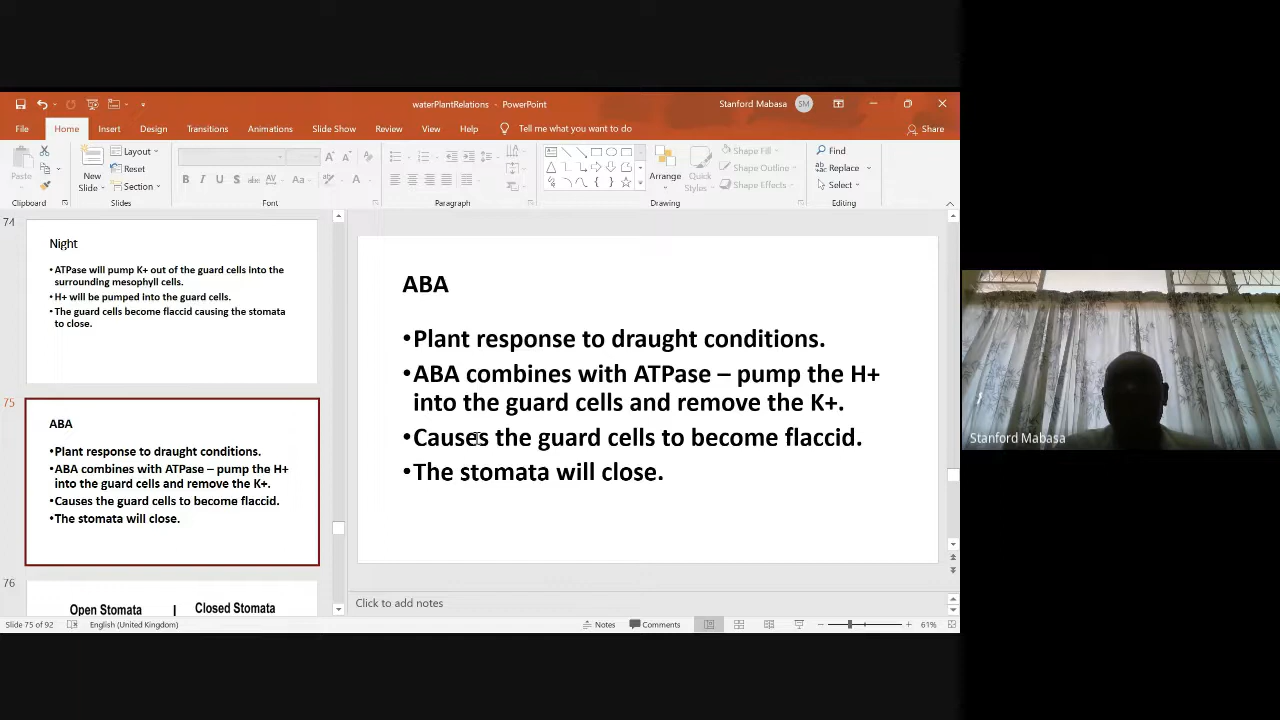 waterPlantRelations - PowerPoint
Stanford Mabasa SM
File Home Insert Design Transitions Animations Slide Show Review View Help Tell me what you want to do Share
Paste
Clipboard
New
Slide
Layout
Reset
Section
Slides
B I U S abc AV Aa A
Font
Paragraph
Arrange
Quick
Styles
Shape Fill
Shape Outline
Shape Effects
Drawing
Find
Replace
Select
Editing
74
Night
•ATPase will pump K+ out of the guard cells into the
surrounding mesophyll cells.
•H+ will be pumped into the guard cells.
•The guard cells become flaccid causing the stomata
to close.
75
ABA
•Plant response to draught conditions.
•ABA combines with ATPase – pump the H+
into the guard cells and remove the K+.
•Causes the guard cells to become flaccid.
•The stomata will close.
76
Open Stomata | Closed Stomata
ABA
•Plant response to draught conditions.
•ABA combines with ATPase – pump the H+
into the guard cells and remove the K+.
•Causes the guard cells to become flaccid.
•The stomata will close.
Click to add notes
Slide 75 of 92 English (United Kingdom) Notes Comments 61%
Stanford Mabasa